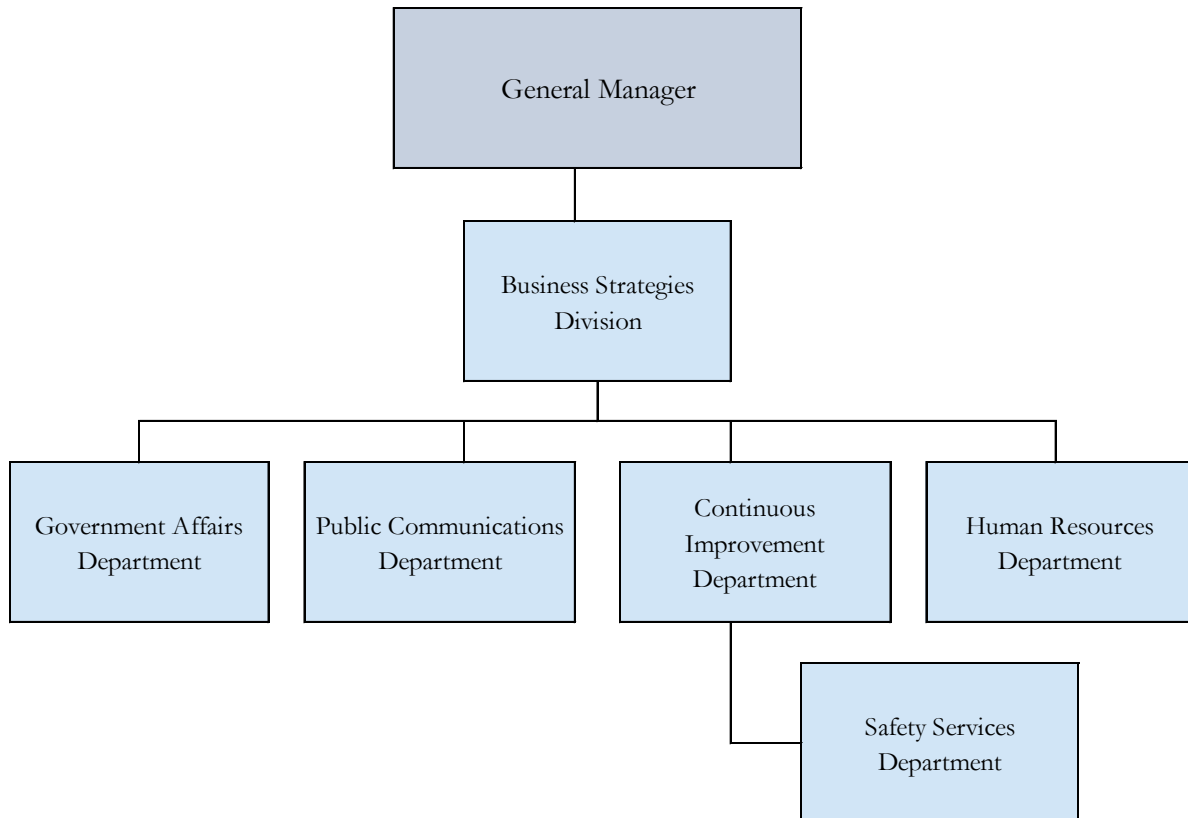 General Manager
Business Strategies
Division
Government Affairs
Department
Public Communications
Department
Continuous
Improvement
Department
Human Resources
Department
Safety Services
Department